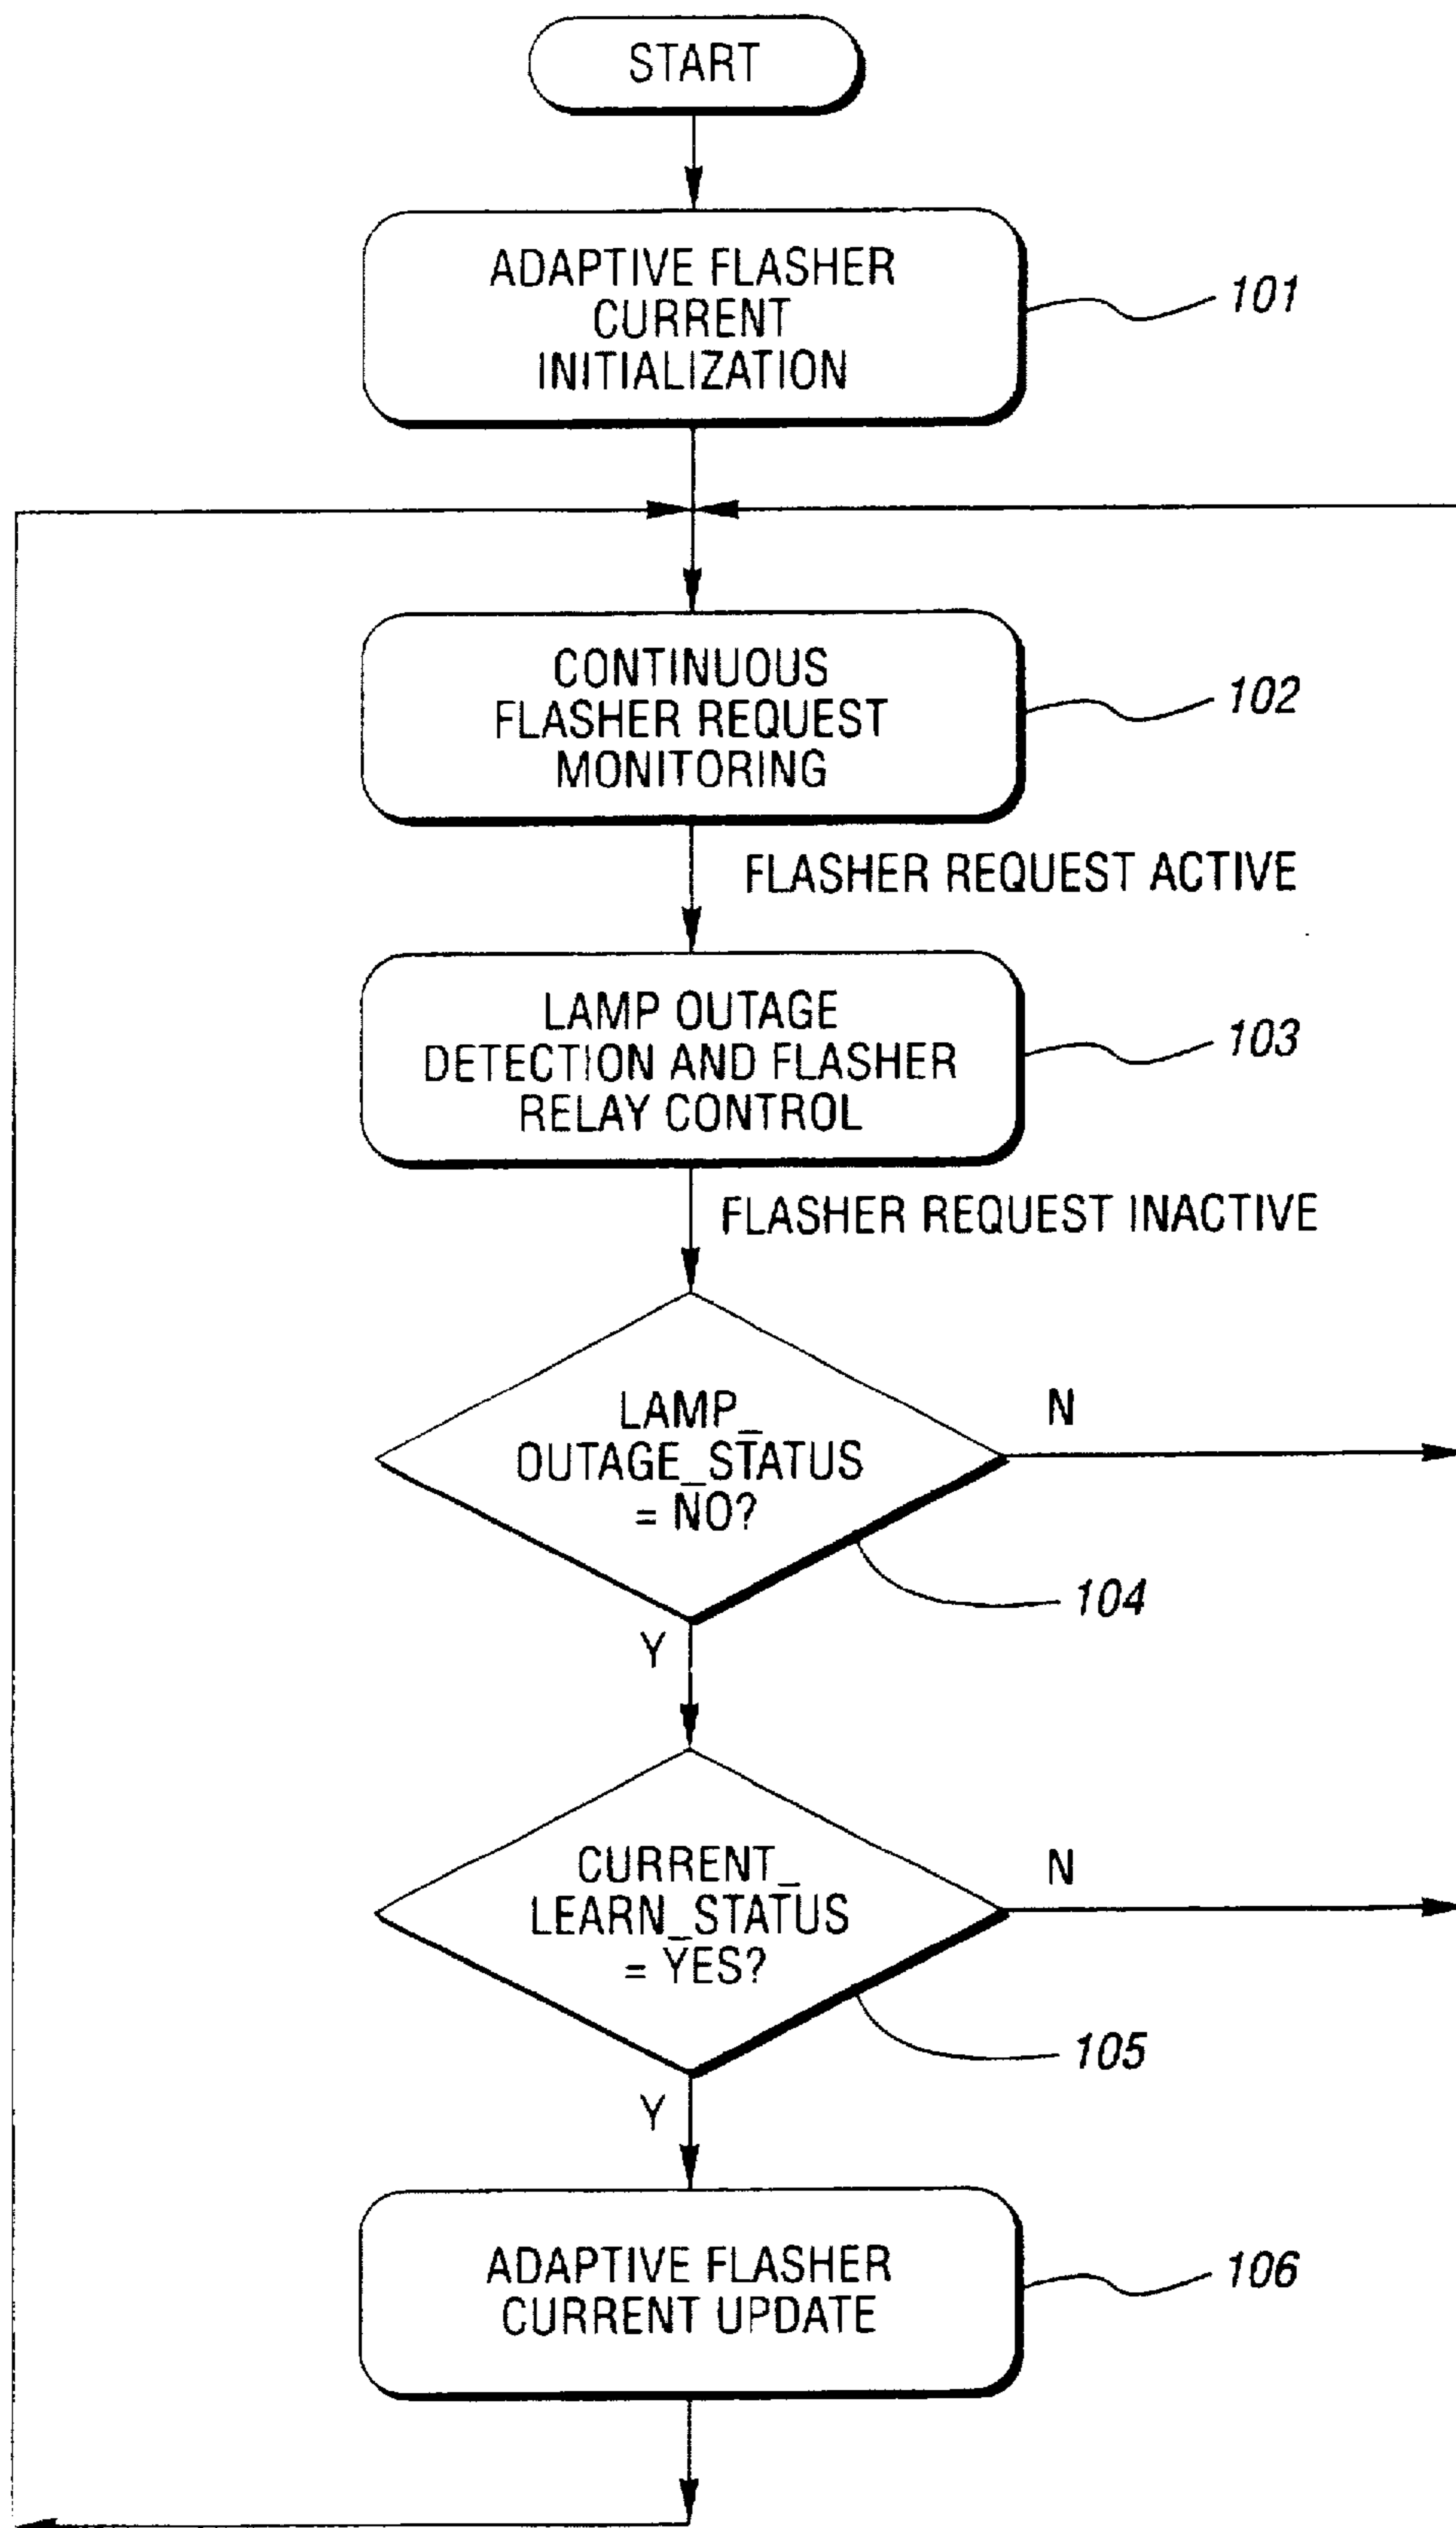 START
ADAPTIVE FLASHER
CURRENT
INITIALIZATION
101
CONTINUOUS
FLASHER REQUEST
MONITORING
102
FLASHER REQUEST ACTIVE
LAMP OUTAGE
DETECTION AND FLASHER
RELAY CONTROL
103
FLASHER REQUEST INACTIVE
LAMP_
OUTAGE_STATUS
= NO?
N
104
Y
CURRENT_
LEARN_STATUS
= YES?
N
105
Y
ADAPTIVE FLASHER
CURRENT UPDATE
106